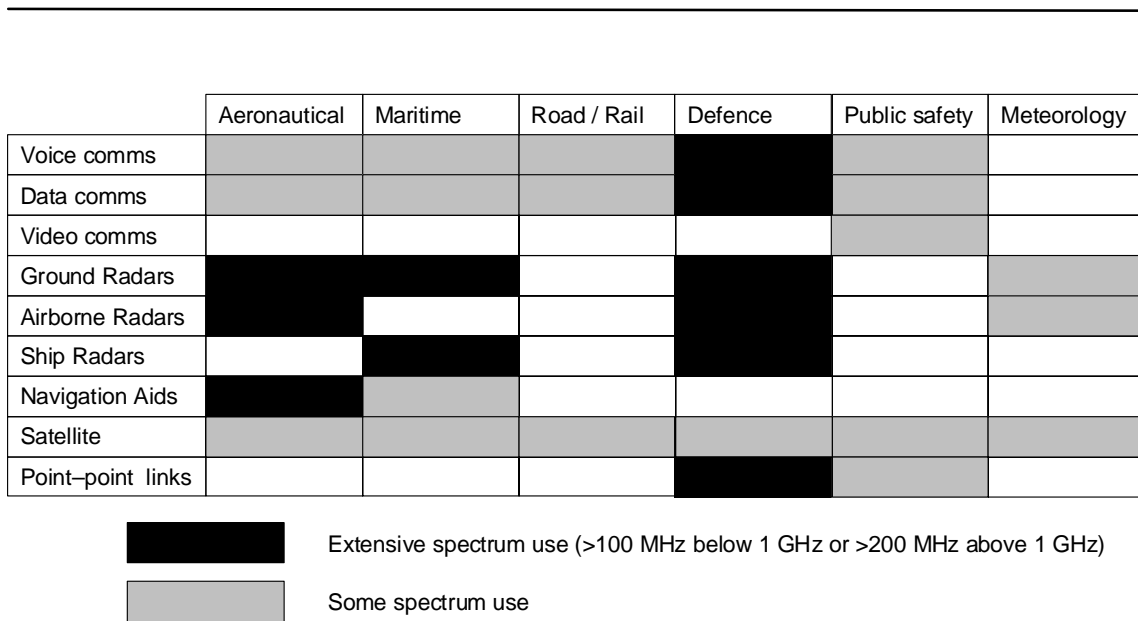 Aeronautical Maritime Road / Rail Defence Public safety Meteorology
Voice comms
Data comms
Video comms
Ground Radars
Airborne Radars
Ship Radars
Navigation Aids
Satellite
Point–point links
Extensive spectrum use (>100 MHz below 1 GHz or >200 MHz above 1 GHz)
Some spectrum use